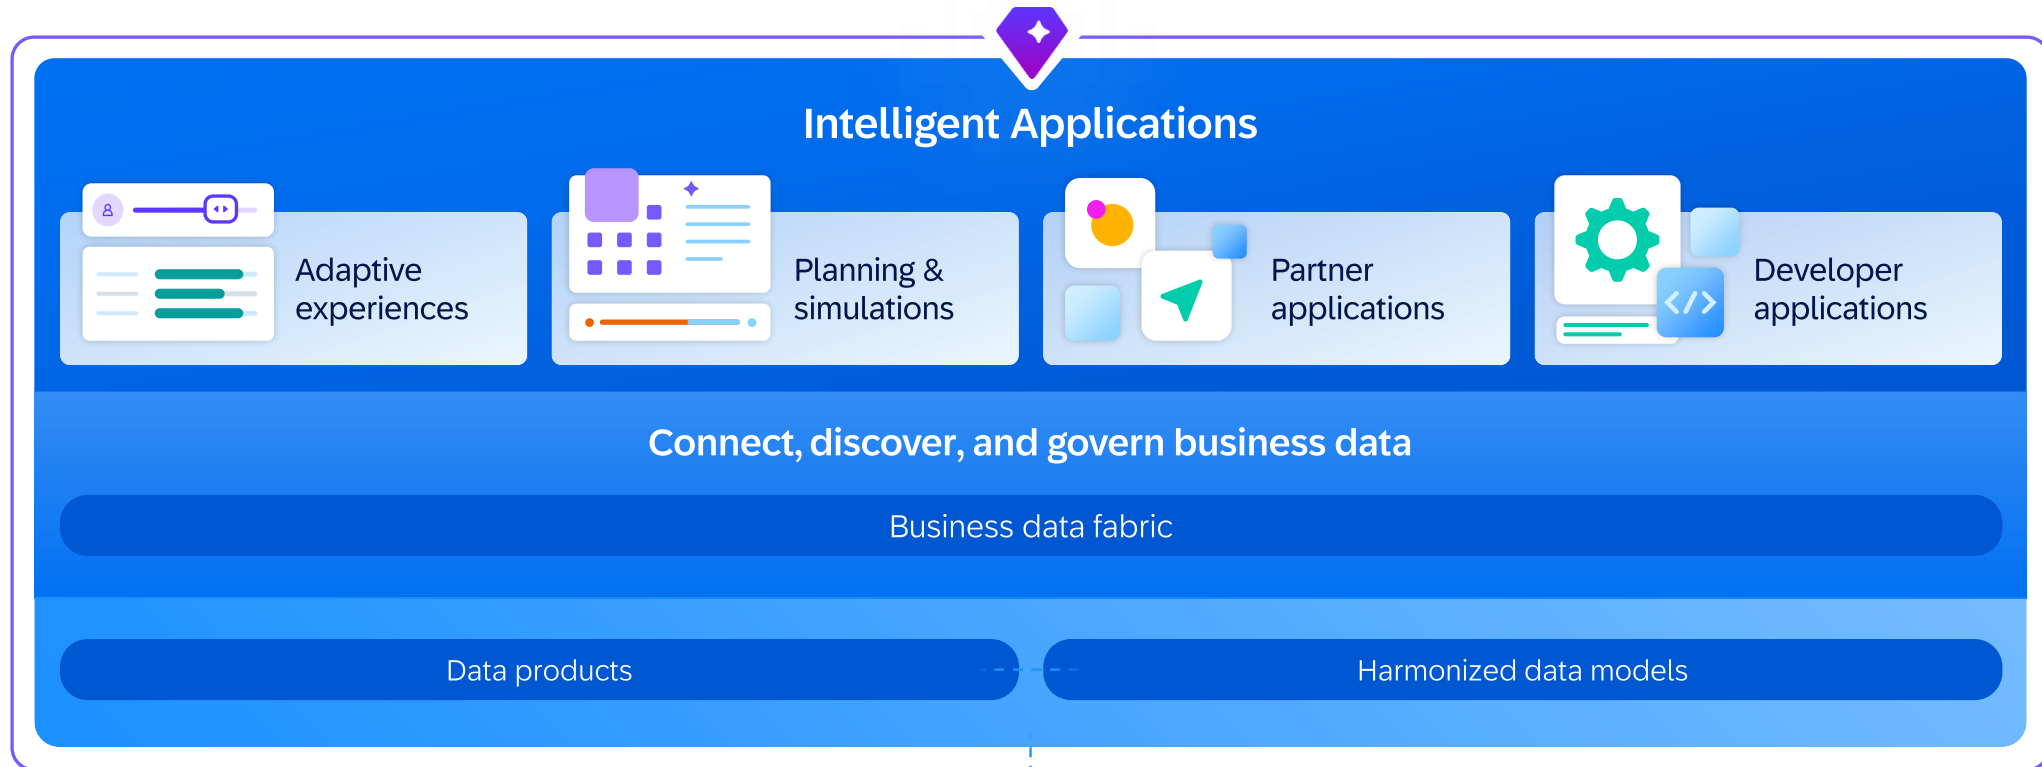 Intelligent Applications
Adaptive
experiences
Planning &
simulations
Partner
applications
Developer
applications
</>
Connect, discover, and govern business data
Business data fabric
Data products
Harmonized data models